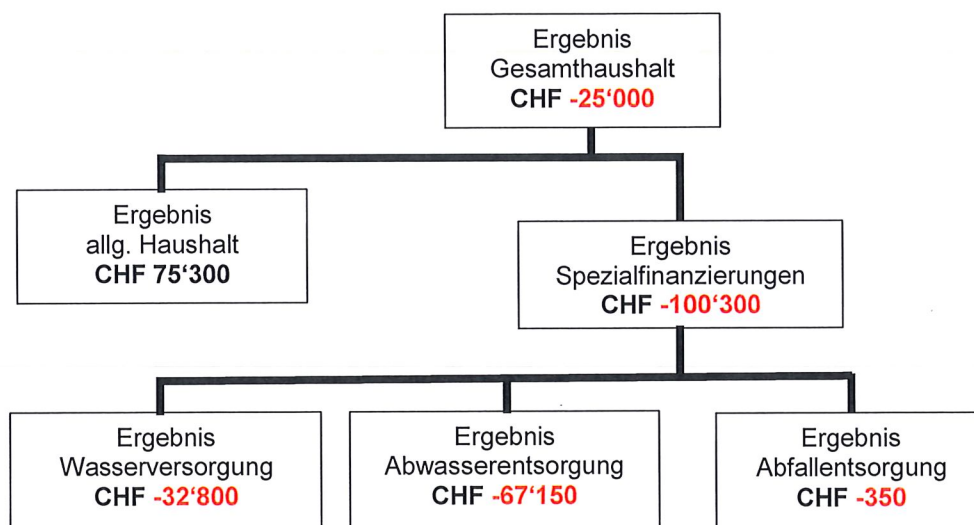 Ergebnis
Gesamthaushalt
CHF -25‘000
Ergebnis
allg. Haushalt
CHF 75‘300
Ergebnis
Spezialfinanzierungen
CHF -100‘300
Ergebnis
Wasserversorgung
CHF -32‘800
Ergebnis
Abwasserentsorgung
CHF -67‘150
Ergebnis
Abfallentsorgung
CHF -350